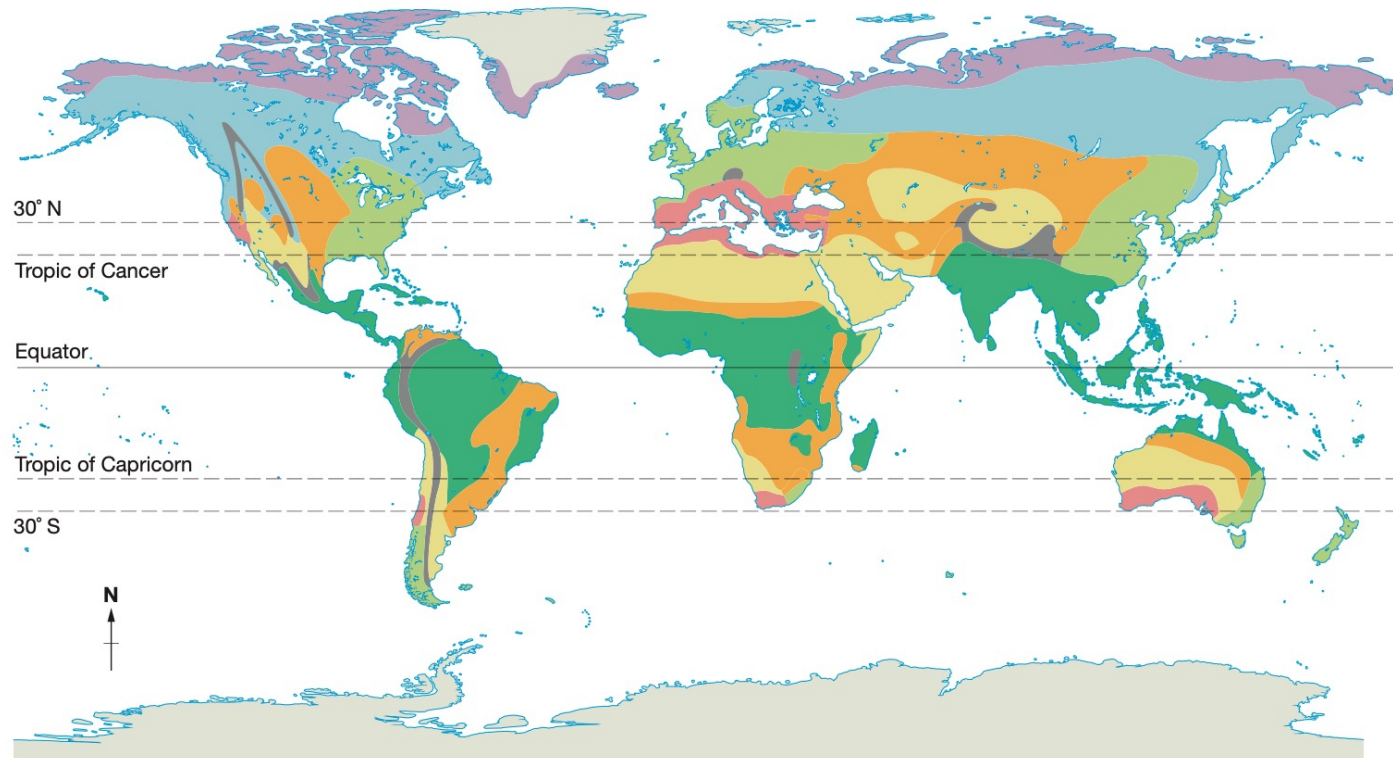 30° N
Tropic of Cancer
Equator
Tropic of Capricorn
30° S
N